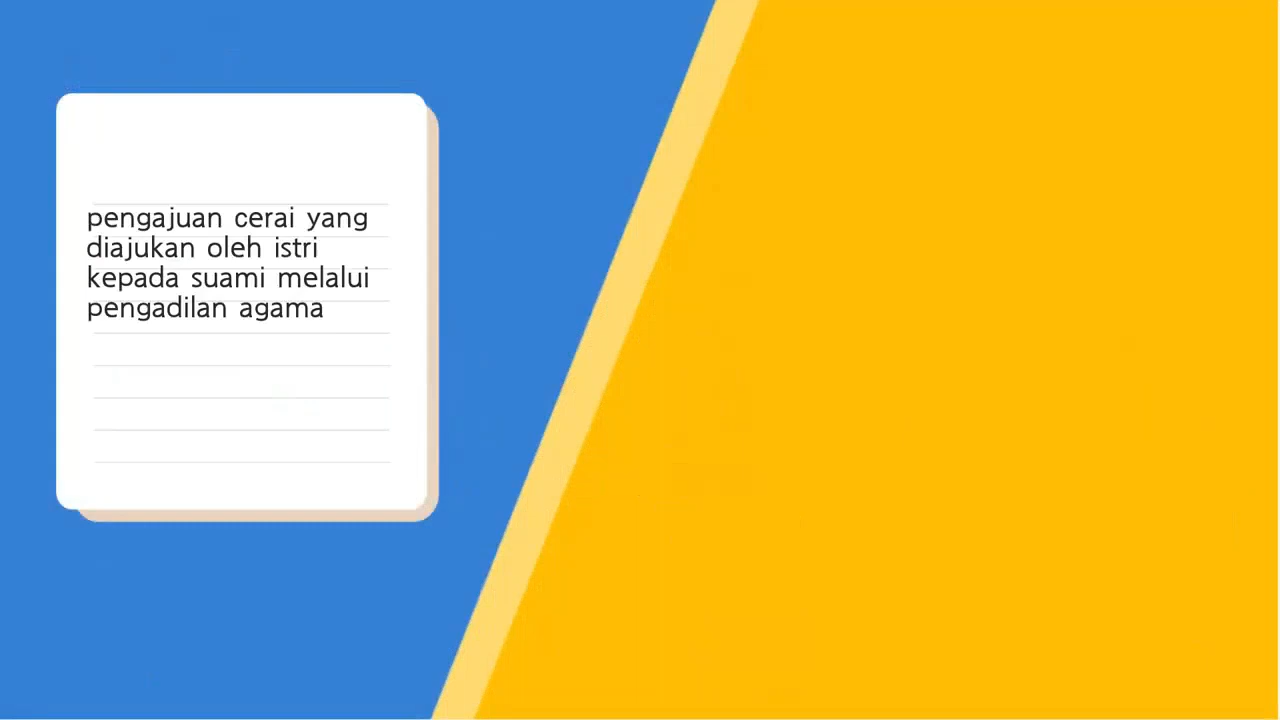 pengajuan cerai yang
diajukan oleh istri
kepada suami melalui
pengadilan agama